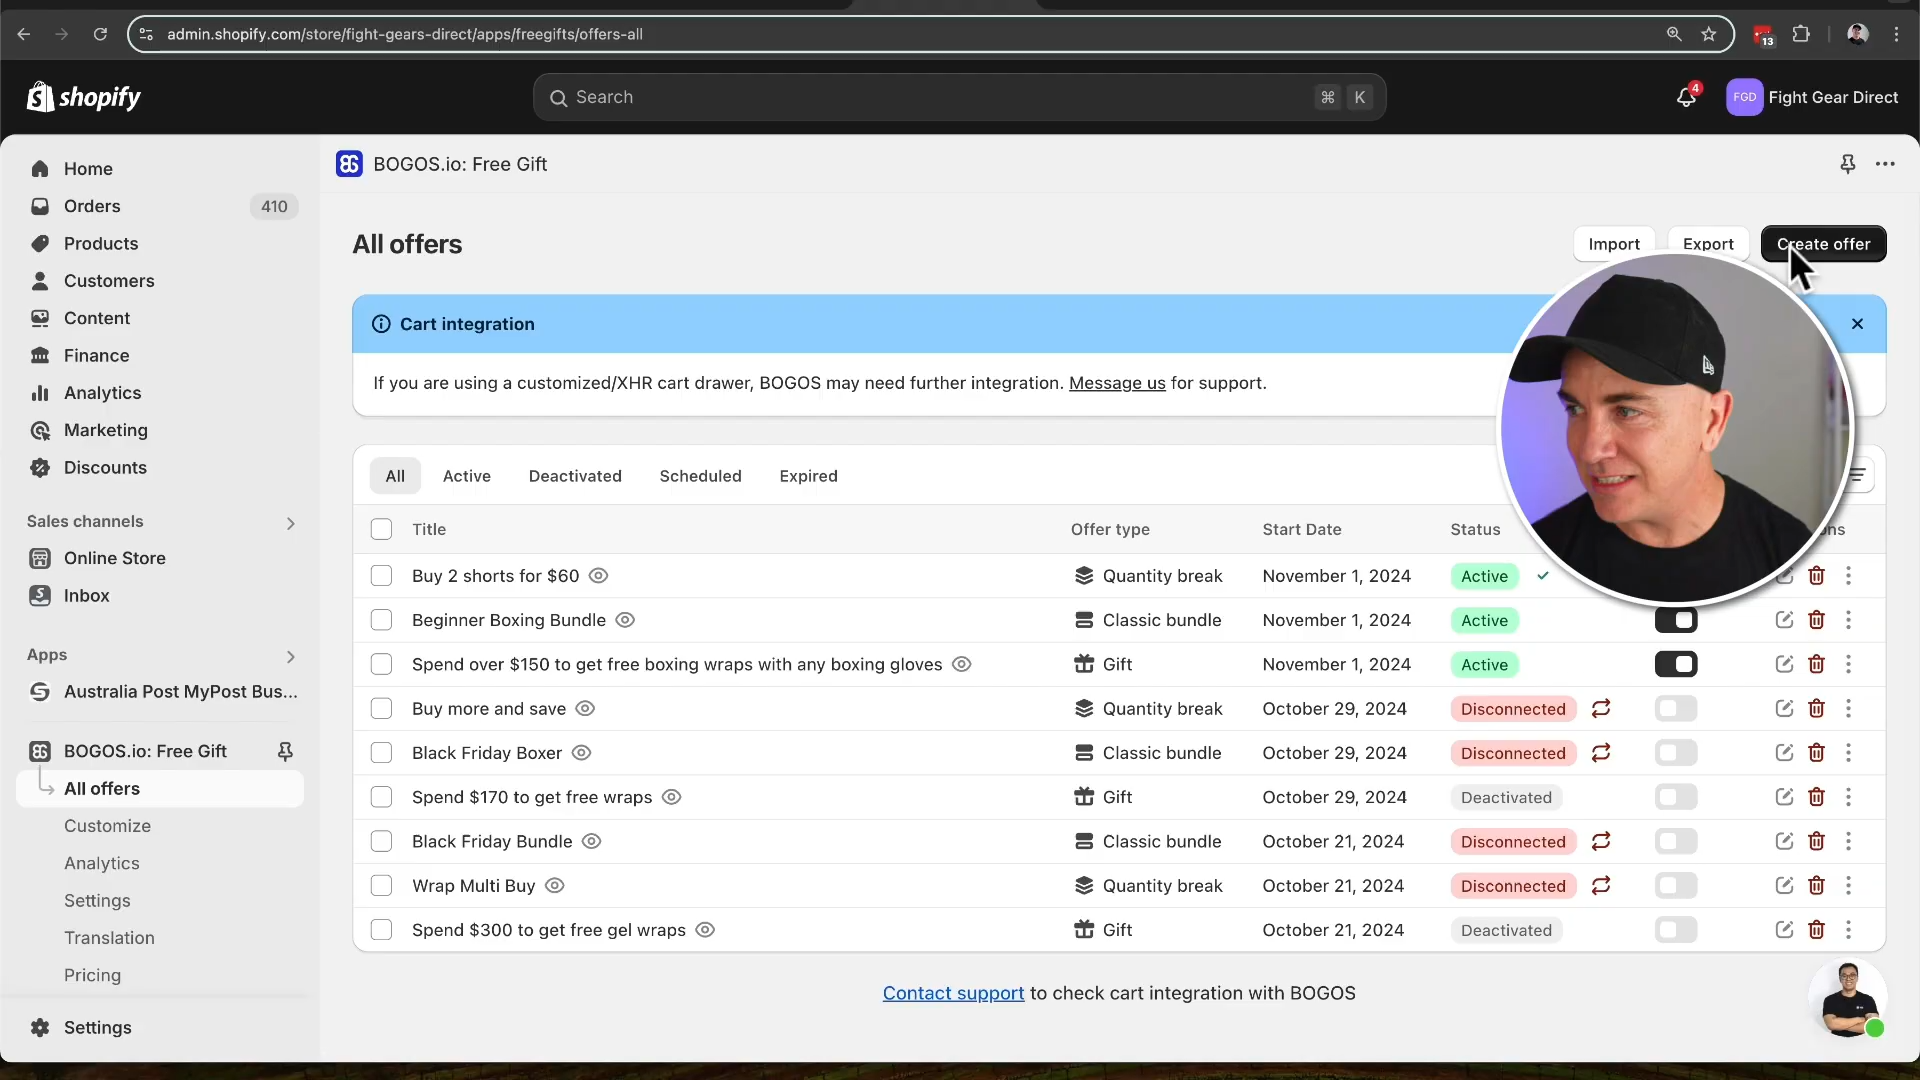 admin.shopify.com/store/fight-gears-direct/apps/freegifts/offers-all
13
shopify
Search
⌘ K
4
FGD
Fight Gear Direct
Home
Orders 410
Products
Customers
Content
Finance
Analytics
Marketing
Discounts
Sales channels
Online Store
Inbox
Apps
Australia Post MyPost Bus...
BOGOS.io: Free Gift
All offers
Customize
Analytics
Settings
Translation
Pricing
Settings
BOGOS.io: Free Gift
All offers
Import Export Create offer
Cart integration
If you are using a customized/XHR cart drawer, BOGOS may need further integration. Message us for support.
All Active Deactivated Scheduled Expired
Title Offer type Start Date Status
Buy 2 shorts for $60 Quantity break November 1, 2024 Active
Beginner Boxing Bundle Classic bundle November 1, 2024 Active
Spend over $150 to get free boxing wraps with any boxing gloves Gift November 1, 2024 Active
Buy more and save Quantity break October 29, 2024 Disconnected
Black Friday Boxer Classic bundle October 29, 2024 Disconnected
Spend $170 to get free wraps Gift October 29, 2024 Deactivated
Black Friday Bundle Classic bundle October 21, 2024 Disconnected
Wrap Multi Buy Quantity break October 21, 2024 Disconnected
Spend $300 to get free gel wraps Gift October 21, 2024 Deactivated
Contact support to check cart integration with BOGOS